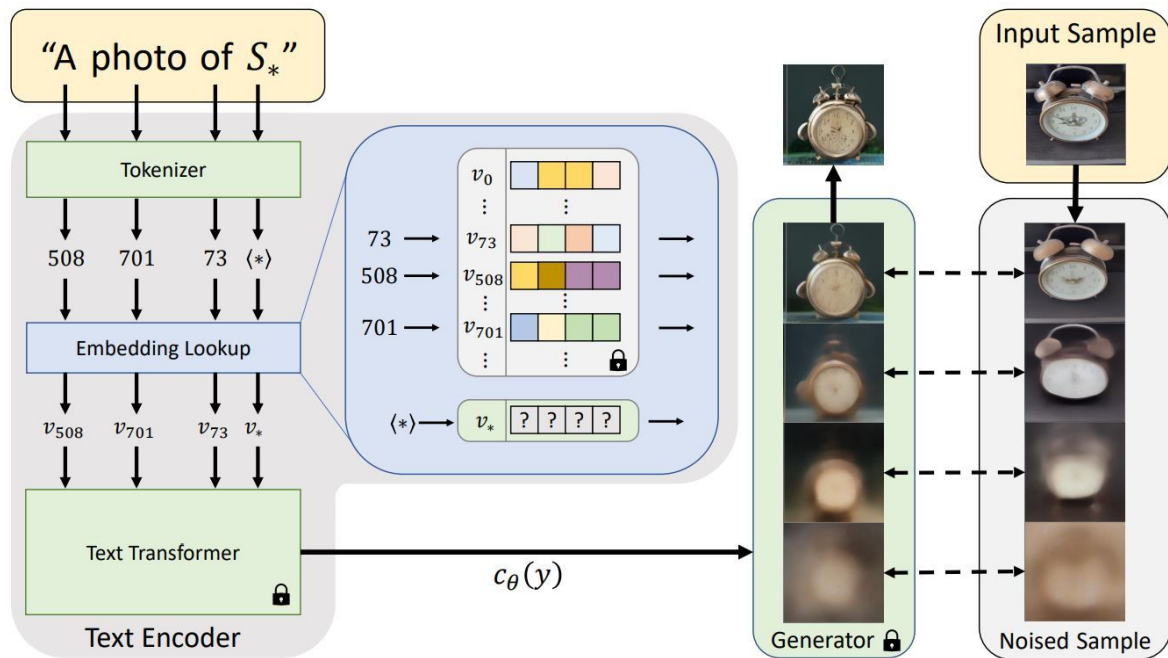 “A photo of S*”
Tokenizer
508 701 73 ⟨*⟩
Embedding Lookup
v508 v701 v73 v*
Text Transformer
Text Encoder
v0
⋮ ⋮
73 v73
508 v508
⋮ ⋮
701 v701
⋮ ⋮
⟨*⟩ v* ? ? ? ?
cθ(y)
Generator
Input Sample
Noised Sample